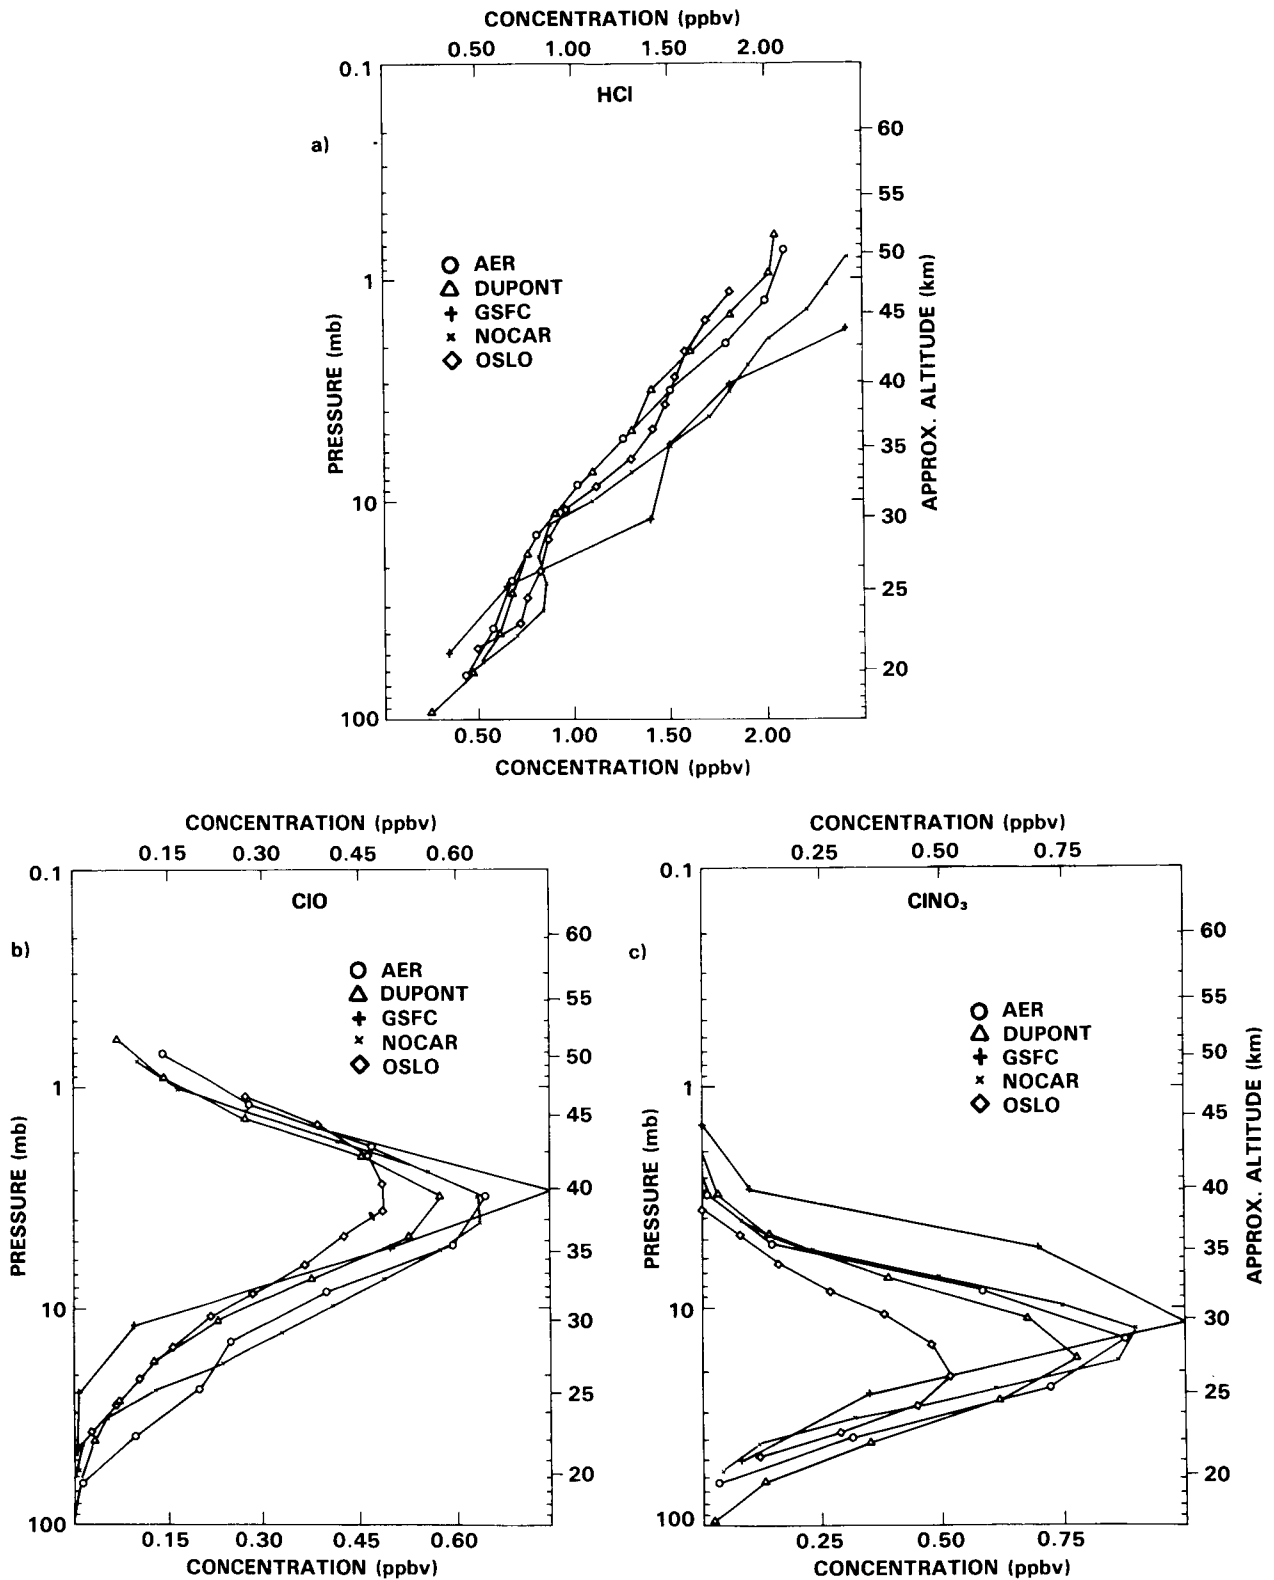 CONCENTRATION (ppbv)
0.50 1.00 1.50 2.00
0.1
HCl
a)
60
55
50
45
40
35
30
25
20
AER
DUPONT
GSFC
NOCAR
OSLO
1
10
100
PRESSURE (mb)
APPROX. ALTITUDE (km)
0.50 1.00 1.50 2.00
CONCENTRATION (ppbv)
CONCENTRATION (ppbv)
0.15 0.30 0.45 0.60
0.1
ClO
b)
60
55
50
45
40
35
30
25
20
AER
DUPONT
GSFC
NOCAR
OSLO
1
10
100
PRESSURE (mb)
0.15 0.30 0.45 0.60
CONCENTRATION (ppbv)
CONCENTRATION (ppbv)
0.25 0.50 0.75
0.1
ClNO₃
c)
60
55
50
45
40
35
30
25
20
AER
DUPONT
GSFC
NOCAR
OSLO
1
10
100
PRESSURE (mb)
APPROX. ALTITUDE (km)
0.25 0.50 0.75
CONCENTRATION (ppbv)